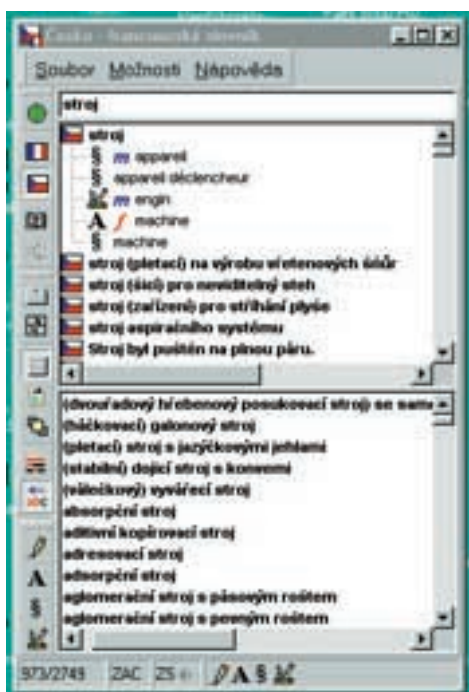 Česko - francouzský slovník
Soubor Možnosti Nápověda
stroj
stroj
§ m appareil
§ appareil déclencheur
m engin
A f machine
§ machine
stroj (pletací) na výrobu vřetenových šňůr
stroj (šicí) pro neviditelný steh
stroj (zařízení) pro stříhání plyše
stroj aspiračního systému
Stroj byl puštěn na plnou páru.
(dvouřadový hřebenový posukovací stroj) se
(háčkovací) galonový stroj
(pletací) stroj s jazýčkovými jehlami
(stabilní) dojící stroj s konvemi
(válečkový) vyvářecí stroj
absorpční stroj
aditivní kopírovací stroj
adresovací stroj
adsorpční stroj
aglomerační stroj s pásovým roštem
aglomerační stroj s pevným roštem
A
§
973/2749 ZAC ZS A §